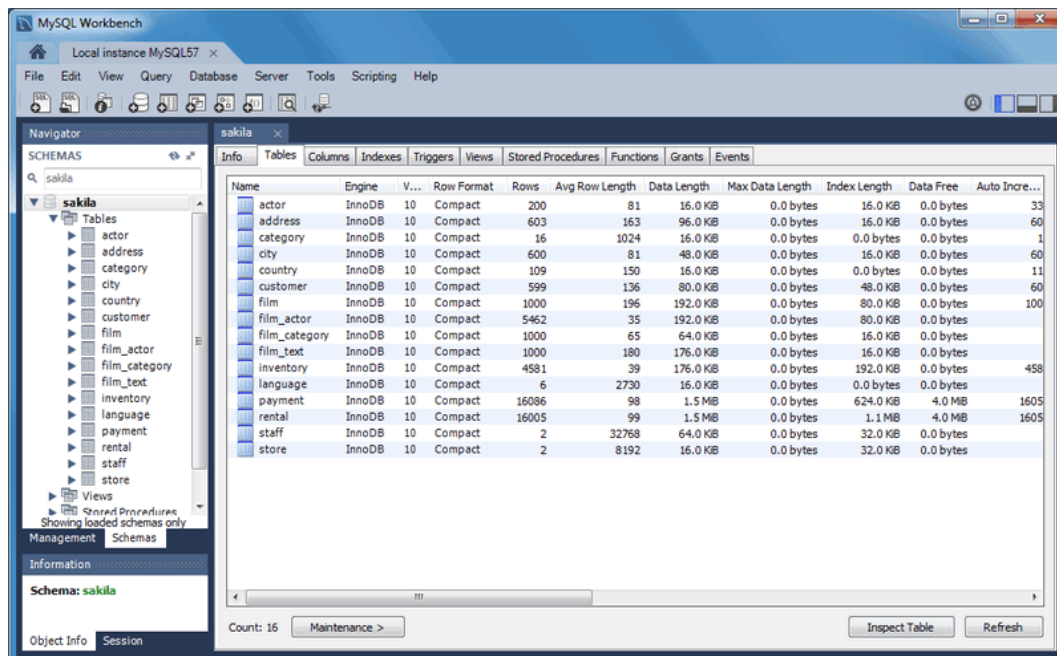 MySQL Workbench
Local instance MySQL57
File Edit View Query Database Server Tools Scripting Help
Navigator
SCHEMAS
sakila
sakila
Tables
actor
address
category
city
country
customer
film
film_actor
film_category
film_text
inventory
language
payment
rental
staff
store
Views
Stored Procedures
Showing loaded schemas only
Management Schemas
Information
Schema: sakila
Object Info Session
sakila
Info Tables Columns Indexes Triggers Views Stored Procedures Functions Grants Events
Name Engine V... Row Format Rows Avg Row Length Data Length Max Data Length Index Length Data Free Auto Incre...
actor InnoDB 10 Compact 200 81 16.0 KiB 0.0 bytes 16.0 KiB 0.0 bytes 33
address InnoDB 10 Compact 603 163 96.0 KiB 0.0 bytes 16.0 KiB 0.0 bytes 60
category InnoDB 10 Compact 16 1024 16.0 KiB 0.0 bytes 0.0 bytes 0.0 bytes 1
city InnoDB 10 Compact 600 81 48.0 KiB 0.0 bytes 16.0 KiB 0.0 bytes 60
country InnoDB 10 Compact 109 150 16.0 KiB 0.0 bytes 0.0 bytes 0.0 bytes 11
customer InnoDB 10 Compact 599 136 80.0 KiB 0.0 bytes 48.0 KiB 0.0 bytes 60
film InnoDB 10 Compact 1000 196 192.0 KiB 0.0 bytes 80.0 KiB 0.0 bytes 100
film_actor InnoDB 10 Compact 5462 35 192.0 KiB 0.0 bytes 80.0 KiB 0.0 bytes
film_category InnoDB 10 Compact 1000 65 64.0 KiB 0.0 bytes 16.0 KiB 0.0 bytes
film_text InnoDB 10 Compact 1000 180 176.0 KiB 0.0 bytes 16.0 KiB 0.0 bytes
inventory InnoDB 10 Compact 4581 39 176.0 KiB 0.0 bytes 192.0 KiB 0.0 bytes 458
language InnoDB 10 Compact 6 2730 16.0 KiB 0.0 bytes 0.0 bytes 0.0 bytes
payment InnoDB 10 Compact 16086 98 1.5 MiB 0.0 bytes 624.0 KiB 4.0 MiB 1605
rental InnoDB 10 Compact 16005 99 1.5 MiB 0.0 bytes 1.1 MiB 4.0 MiB 1605
staff InnoDB 10 Compact 2 32768 64.0 KiB 0.0 bytes 32.0 KiB 0.0 bytes
store InnoDB 10 Compact 2 8192 16.0 KiB 0.0 bytes 32.0 KiB 0.0 bytes
Count: 16 Maintenance > Inspect Table Refresh